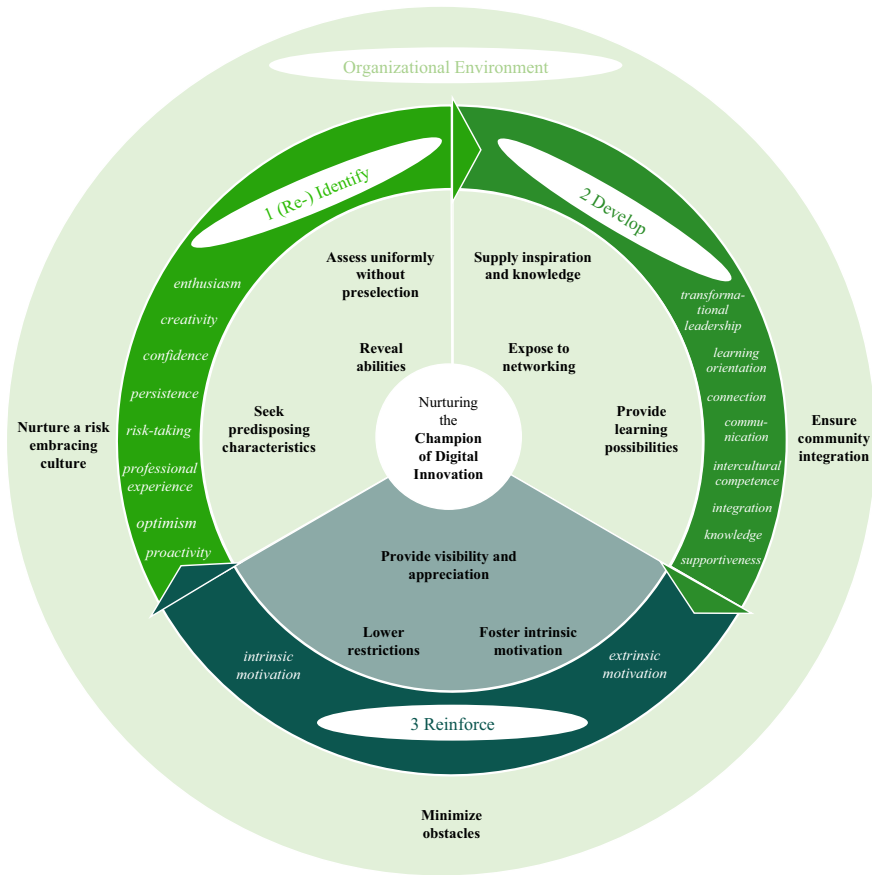 Organizational Environment
1 (Re-) Identify
2 Develop
Assess uniformly
without
preselection
Supply inspiration
and knowledge
enthusiasm
creativity
confidence
persistence
risk-taking
professional
experience
optimism
proactivity
transforma-
tional
leadership
learning
orientation
connection
commu-
nication
intercultural
competence
integration
knowledge
supportiveness
Reveal
abilities
Expose to
networking
Seek
predisposing
characteristics
Nurturing
the
Champion
of Digital
Innovation
Provide
learning
possibilities
Nurture a risk
embracing
culture
Ensure
community
integration
Provide visibility and
appreciation
Lower
restrictions
Foster intrinsic
motivation
intrinsic
motivation
extrinsic
motivation
3 Reinforce
Minimize
obstacles